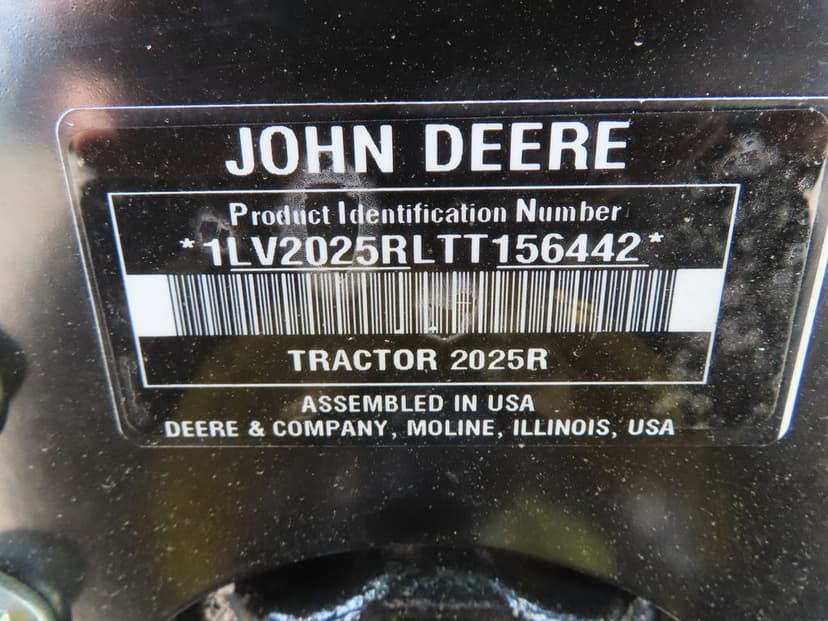 JOHN DEERE
Product Identification Number
*1LV2025RLTT156442*
TRACTOR 2025R
ASSEMBLED IN USA
DEERE & COMPANY, MOLINE, ILLINOIS, USA